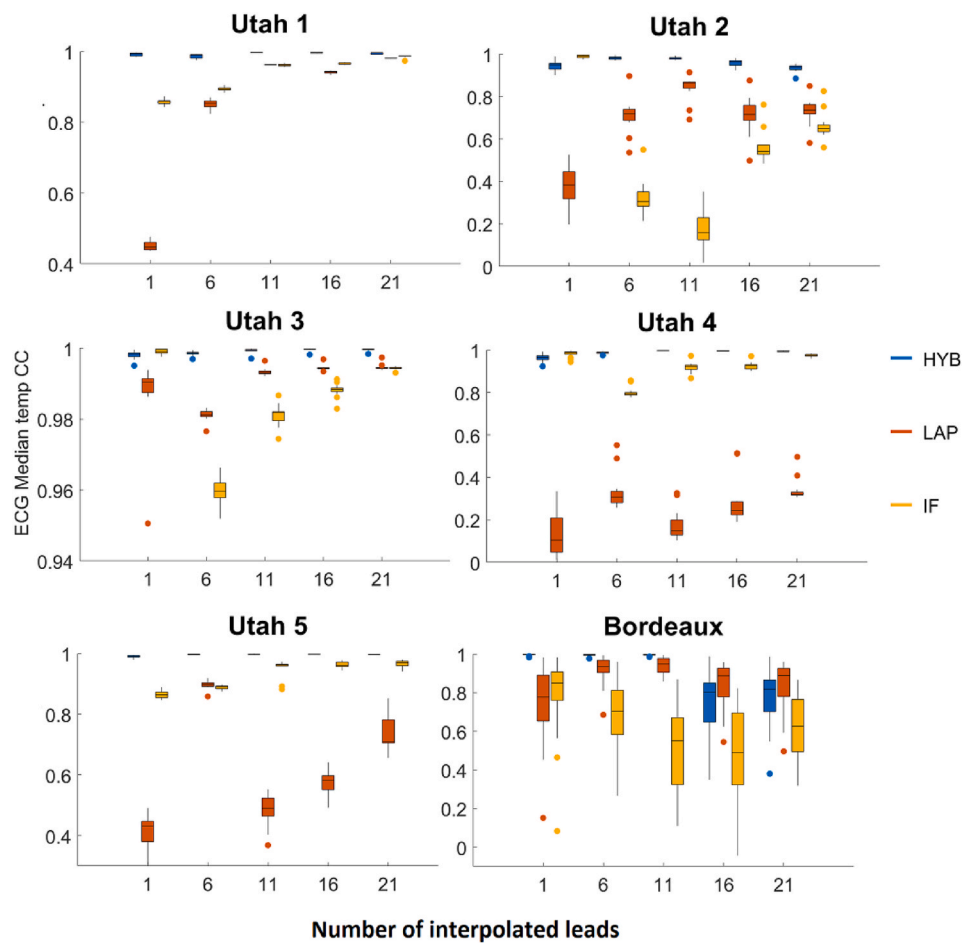 Utah 1
1
0.8
0.6
0.4
1 6 11 16 21
Utah 2
1
0.8
0.6
0.4
0.2
0
1 6 11 16 21
ECG Median temp CC
Utah 3
1
0.98
0.96
0.94
1 6 11 16 21
Utah 4
1
0.8
0.6
0.4
0.2
0
1 6 11 16 21
HYB
LAP
IF
Utah 5
1
0.8
0.6
0.4
1 6 11 16 21
Bordeaux
1
0.8
0.6
0.4
0.2
0
1 6 11 16 21
Number of interpolated leads